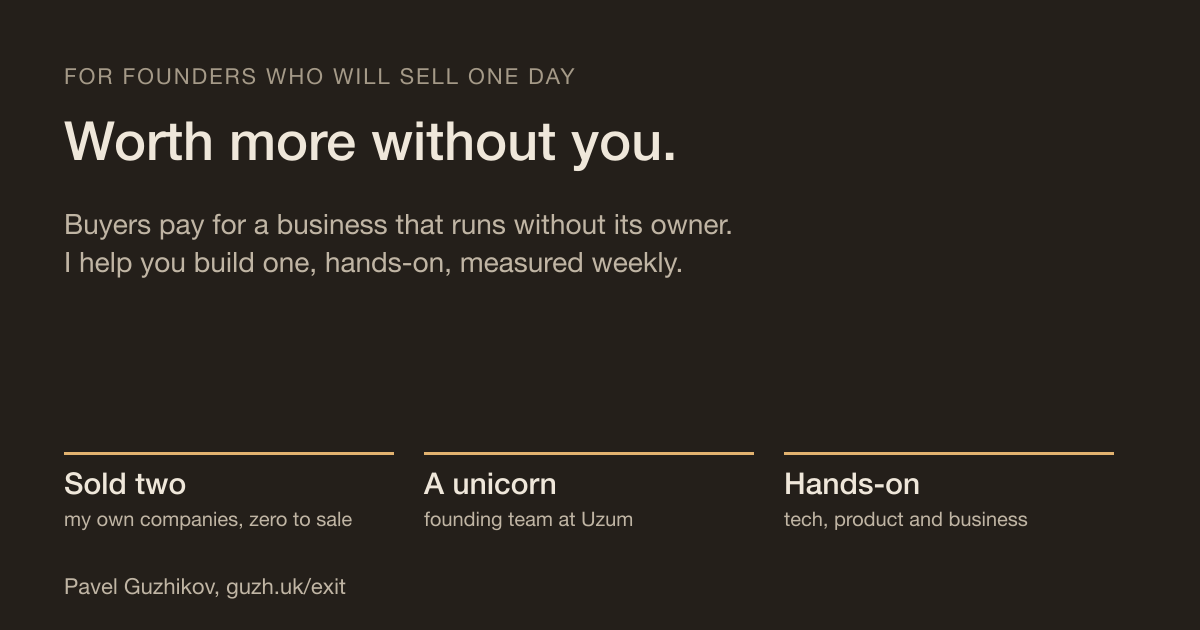 FOR FOUNDERS WHO WILL SELL ONE DAY
Worth more without you.
Buyers pay for a business that runs without its owner.
I help you build one, hands-on, measured weekly.
Sold two
my own companies, zero to sale
A unicorn
founding team at Uzum
Hands-on
tech, product and business
Pavel Guzhikov, guzh.uk/exit